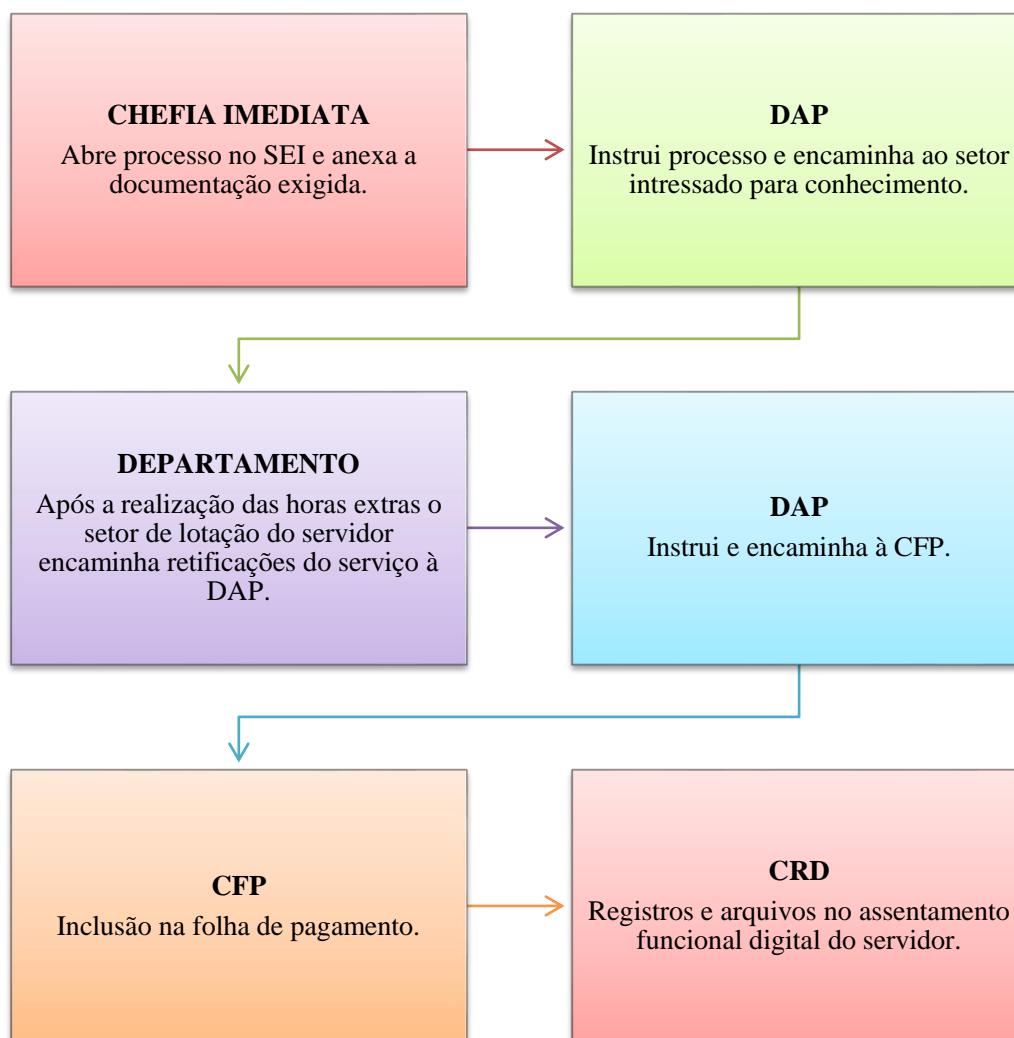 CHEFIA IMEDIATA
Abre processo no SEI e anexa a
documentação exigida.
DAP
Instrui processo e encaminha ao setor
intressado para conhecimento.
DEPARTAMENTO
Após a realização das horas extras o
setor de lotação do servidor
encaminha retificações do serviço à
DAP.
DAP
Instrui e encaminha à CFP.
CFP
Inclusão na folha de pagamento.
CRD
Registros e arquivos no assentamento
funcional digital do servidor.